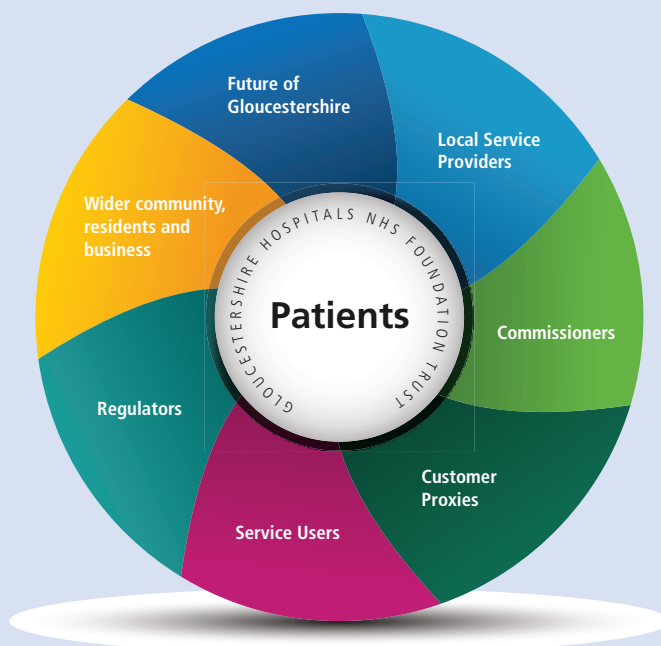 Future of
Gloucestershire
Local Service
Providers
Wider community,
residents and
business
GLOUCESTERSHIRE HOSPITALS NHS FOUNDATION TRUST
Patients
Commissioners
Regulators
Customer
Proxies
Service Users